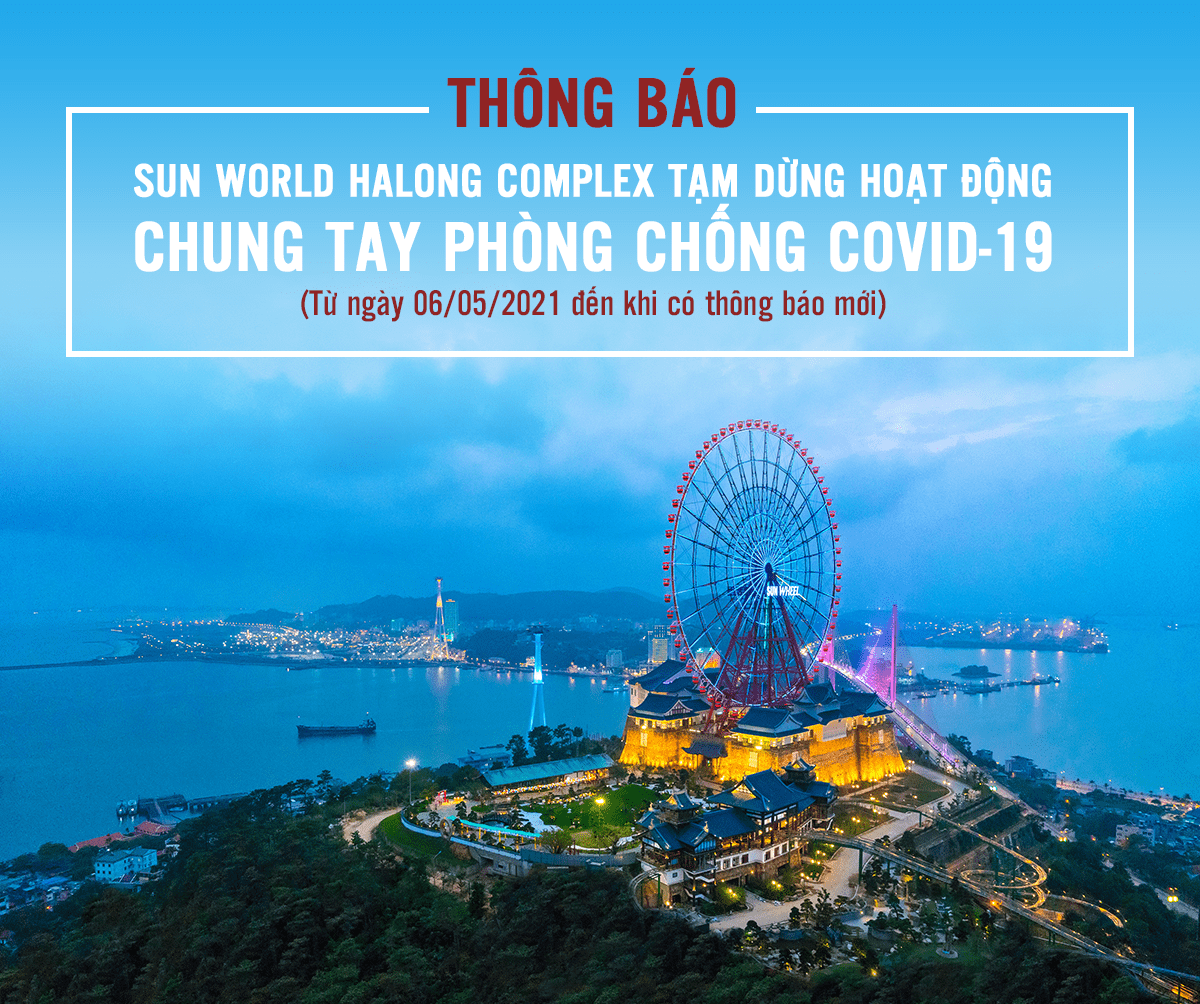 THÔNG BÁO
SUN WORLD HALONG COMPLEX TẠM DỪNG HOẠT ĐỘNG
CHUNG TAY PHÒNG CHỐNG COVID-19
(Từ ngày 06/05/2021 đến khi có thông báo mới)
SUN WHEEL